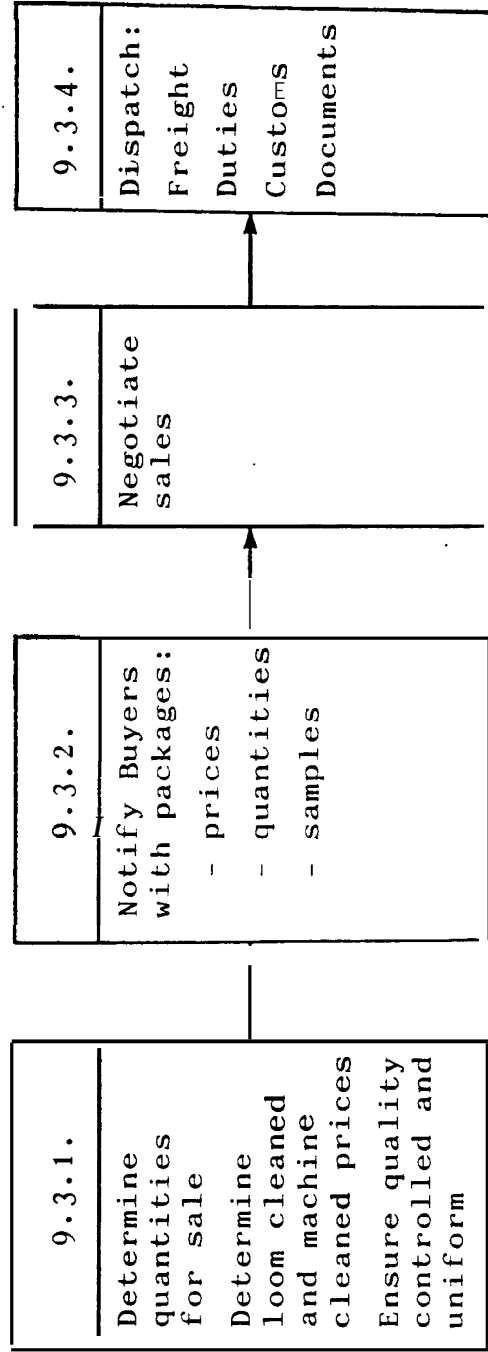 9.3.1.
Determine
quantities
for sale
Determine
loom cleaned
and machine
cleaned prices
Ensure quality
controlled and
uniform
9.3.2.
Notify Buyers
with packages:
- prices
- quantities
- samples
9.3.3.
Negotiate
sales
9.3.4.
Dispatch:
Freight
Duties
Customs
Documents